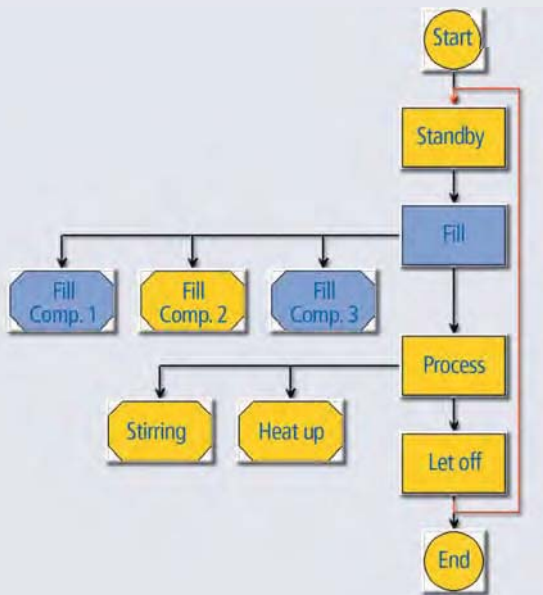 Start
Standby
Fill
Fill
Comp. 1
Fill
Comp. 2
Fill
Comp. 3
Process
Stirring
Heat up
Let off
End